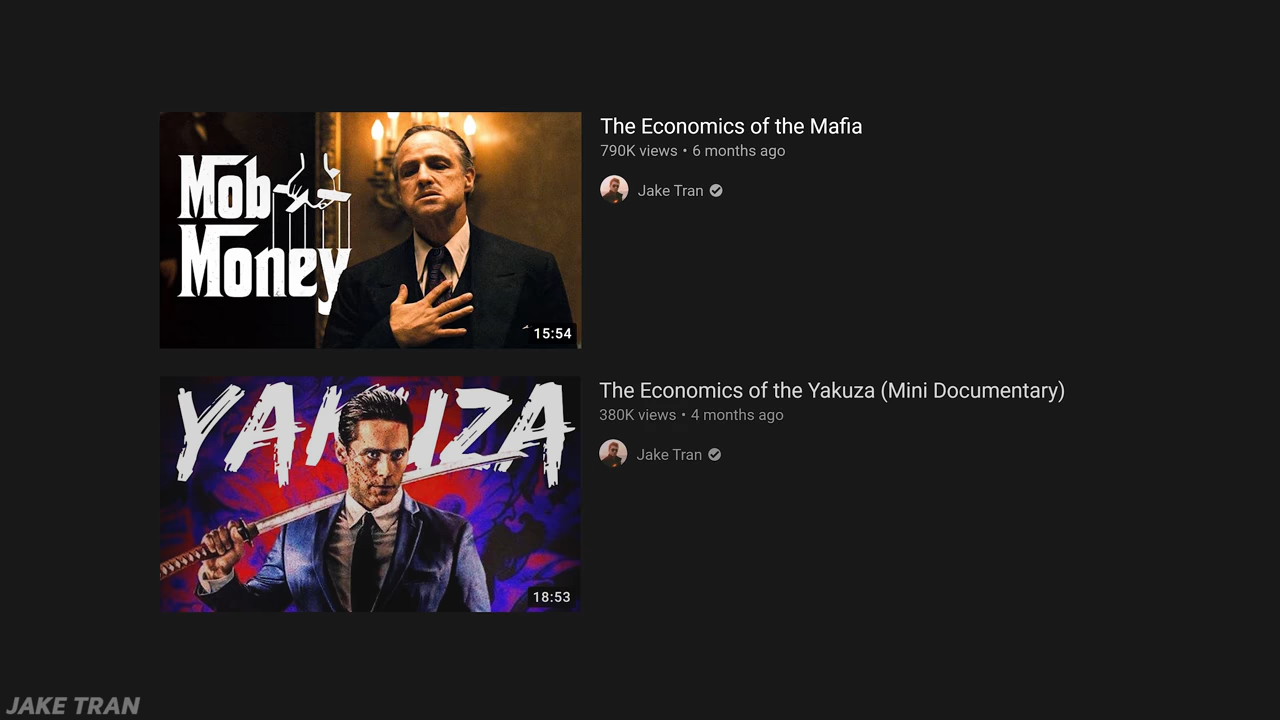 Mob
Money
15:54
The Economics of the Mafia
790K views • 6 months ago
Jake Tran
YAKUZA
18:53
The Economics of the Yakuza (Mini Documentary)
380K views • 4 months ago
Jake Tran
JAKE TRAN